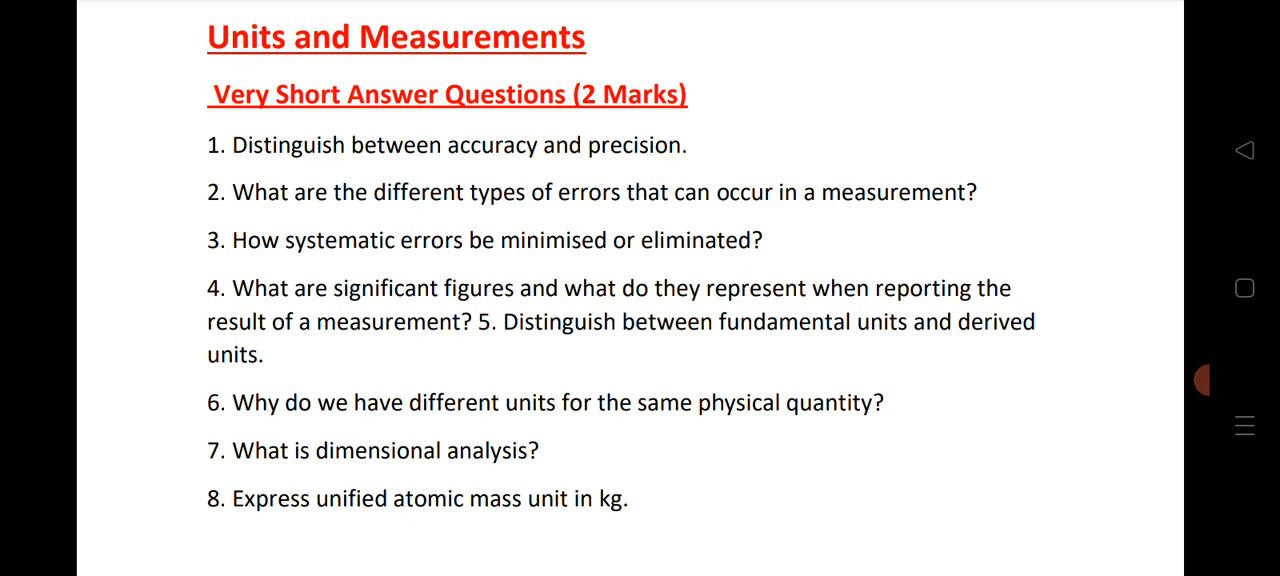 Units and Measurements
Very Short Answer Questions (2 Marks)
1. Distinguish between accuracy and precision.
2. What are the different types of errors that can occur in a measurement?
3. How systematic errors be minimised or eliminated?
4. What are significant figures and what do they represent when reporting the
result of a measurement? 5. Distinguish between fundamental units and derived
units.
6. Why do we have different units for the same physical quantity?
7. What is dimensional analysis?
8. Express unified atomic mass unit in kg.